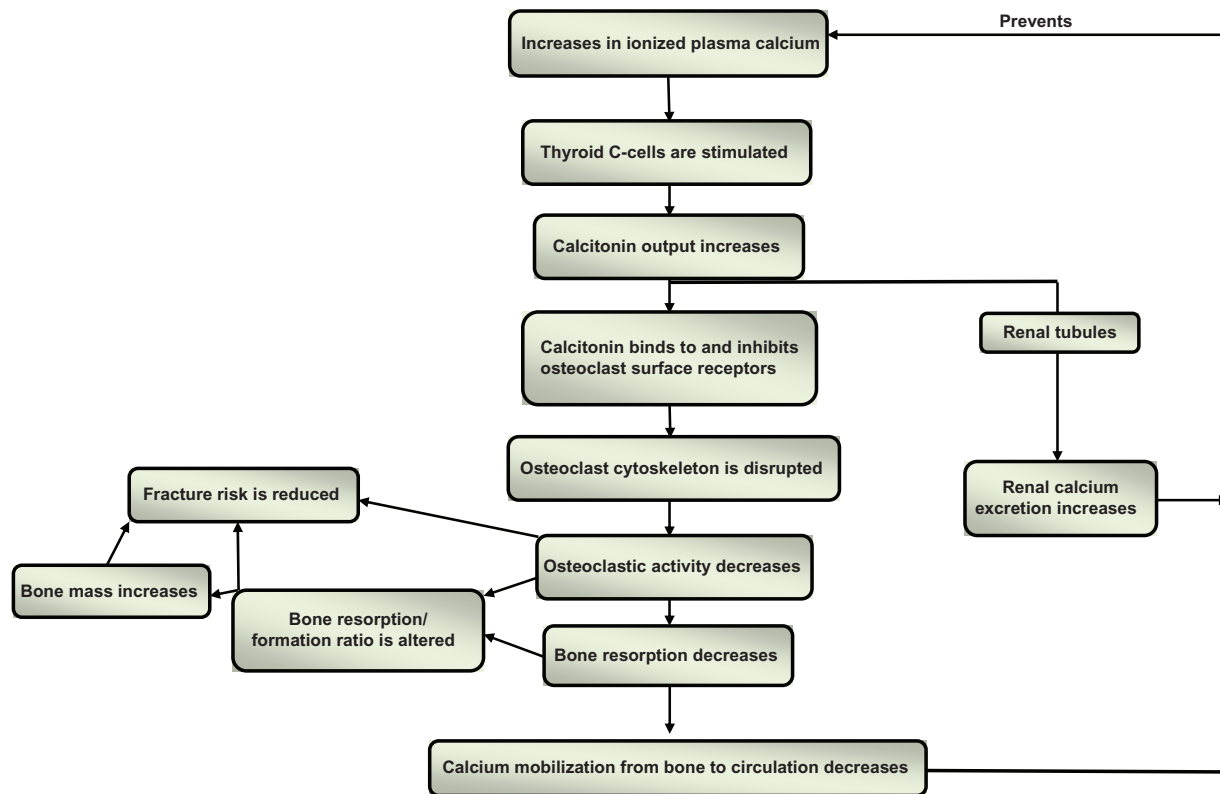 Prevents
Increases in ionized plasma calcium
Thyroid C-cells are stimulated
Calcitonin output increases
Calcitonin binds to and inhibits
osteoclast surface receptors
Renal tubules
Osteoclast cytoskeleton is disrupted
Renal calcium
excretion increases
Fracture risk is reduced
Osteoclastic activity decreases
Bone mass increases
Bone resorption/
formation ratio is altered
Bone resorption decreases
Calcium mobilization from bone to circulation decreases